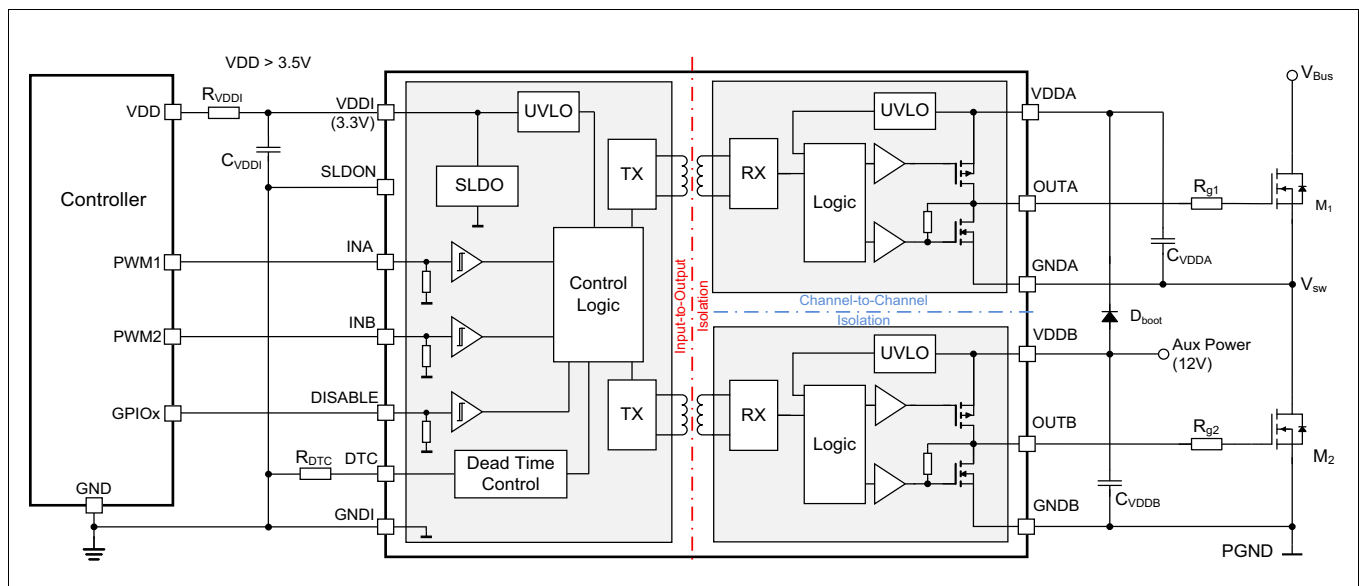 VDD > 3.5V
Controller
VDD
PWM1
PWM2
GPIOx
GND
RVDDI
CVDDI
RDTC
VDDI
(3.3V)
SLDON
INA
INB
DISABLE
DTC
GNDI
UVLO
SLDO
TX
Control
Logic
TX
Dead Time
Control
Input-to-Output
Isolation
Channel-to-Channel
Isolation
UVLO
RX
Logic
UVLO
RX
Logic
VDDA
OUTA
GNDA
VDDB
OUTB
GNDB
VBus
Rg1
M1
CVDDA
Vsw
Dboot
Aux Power
(12V)
Rg2
M2
CVDDB
PGND